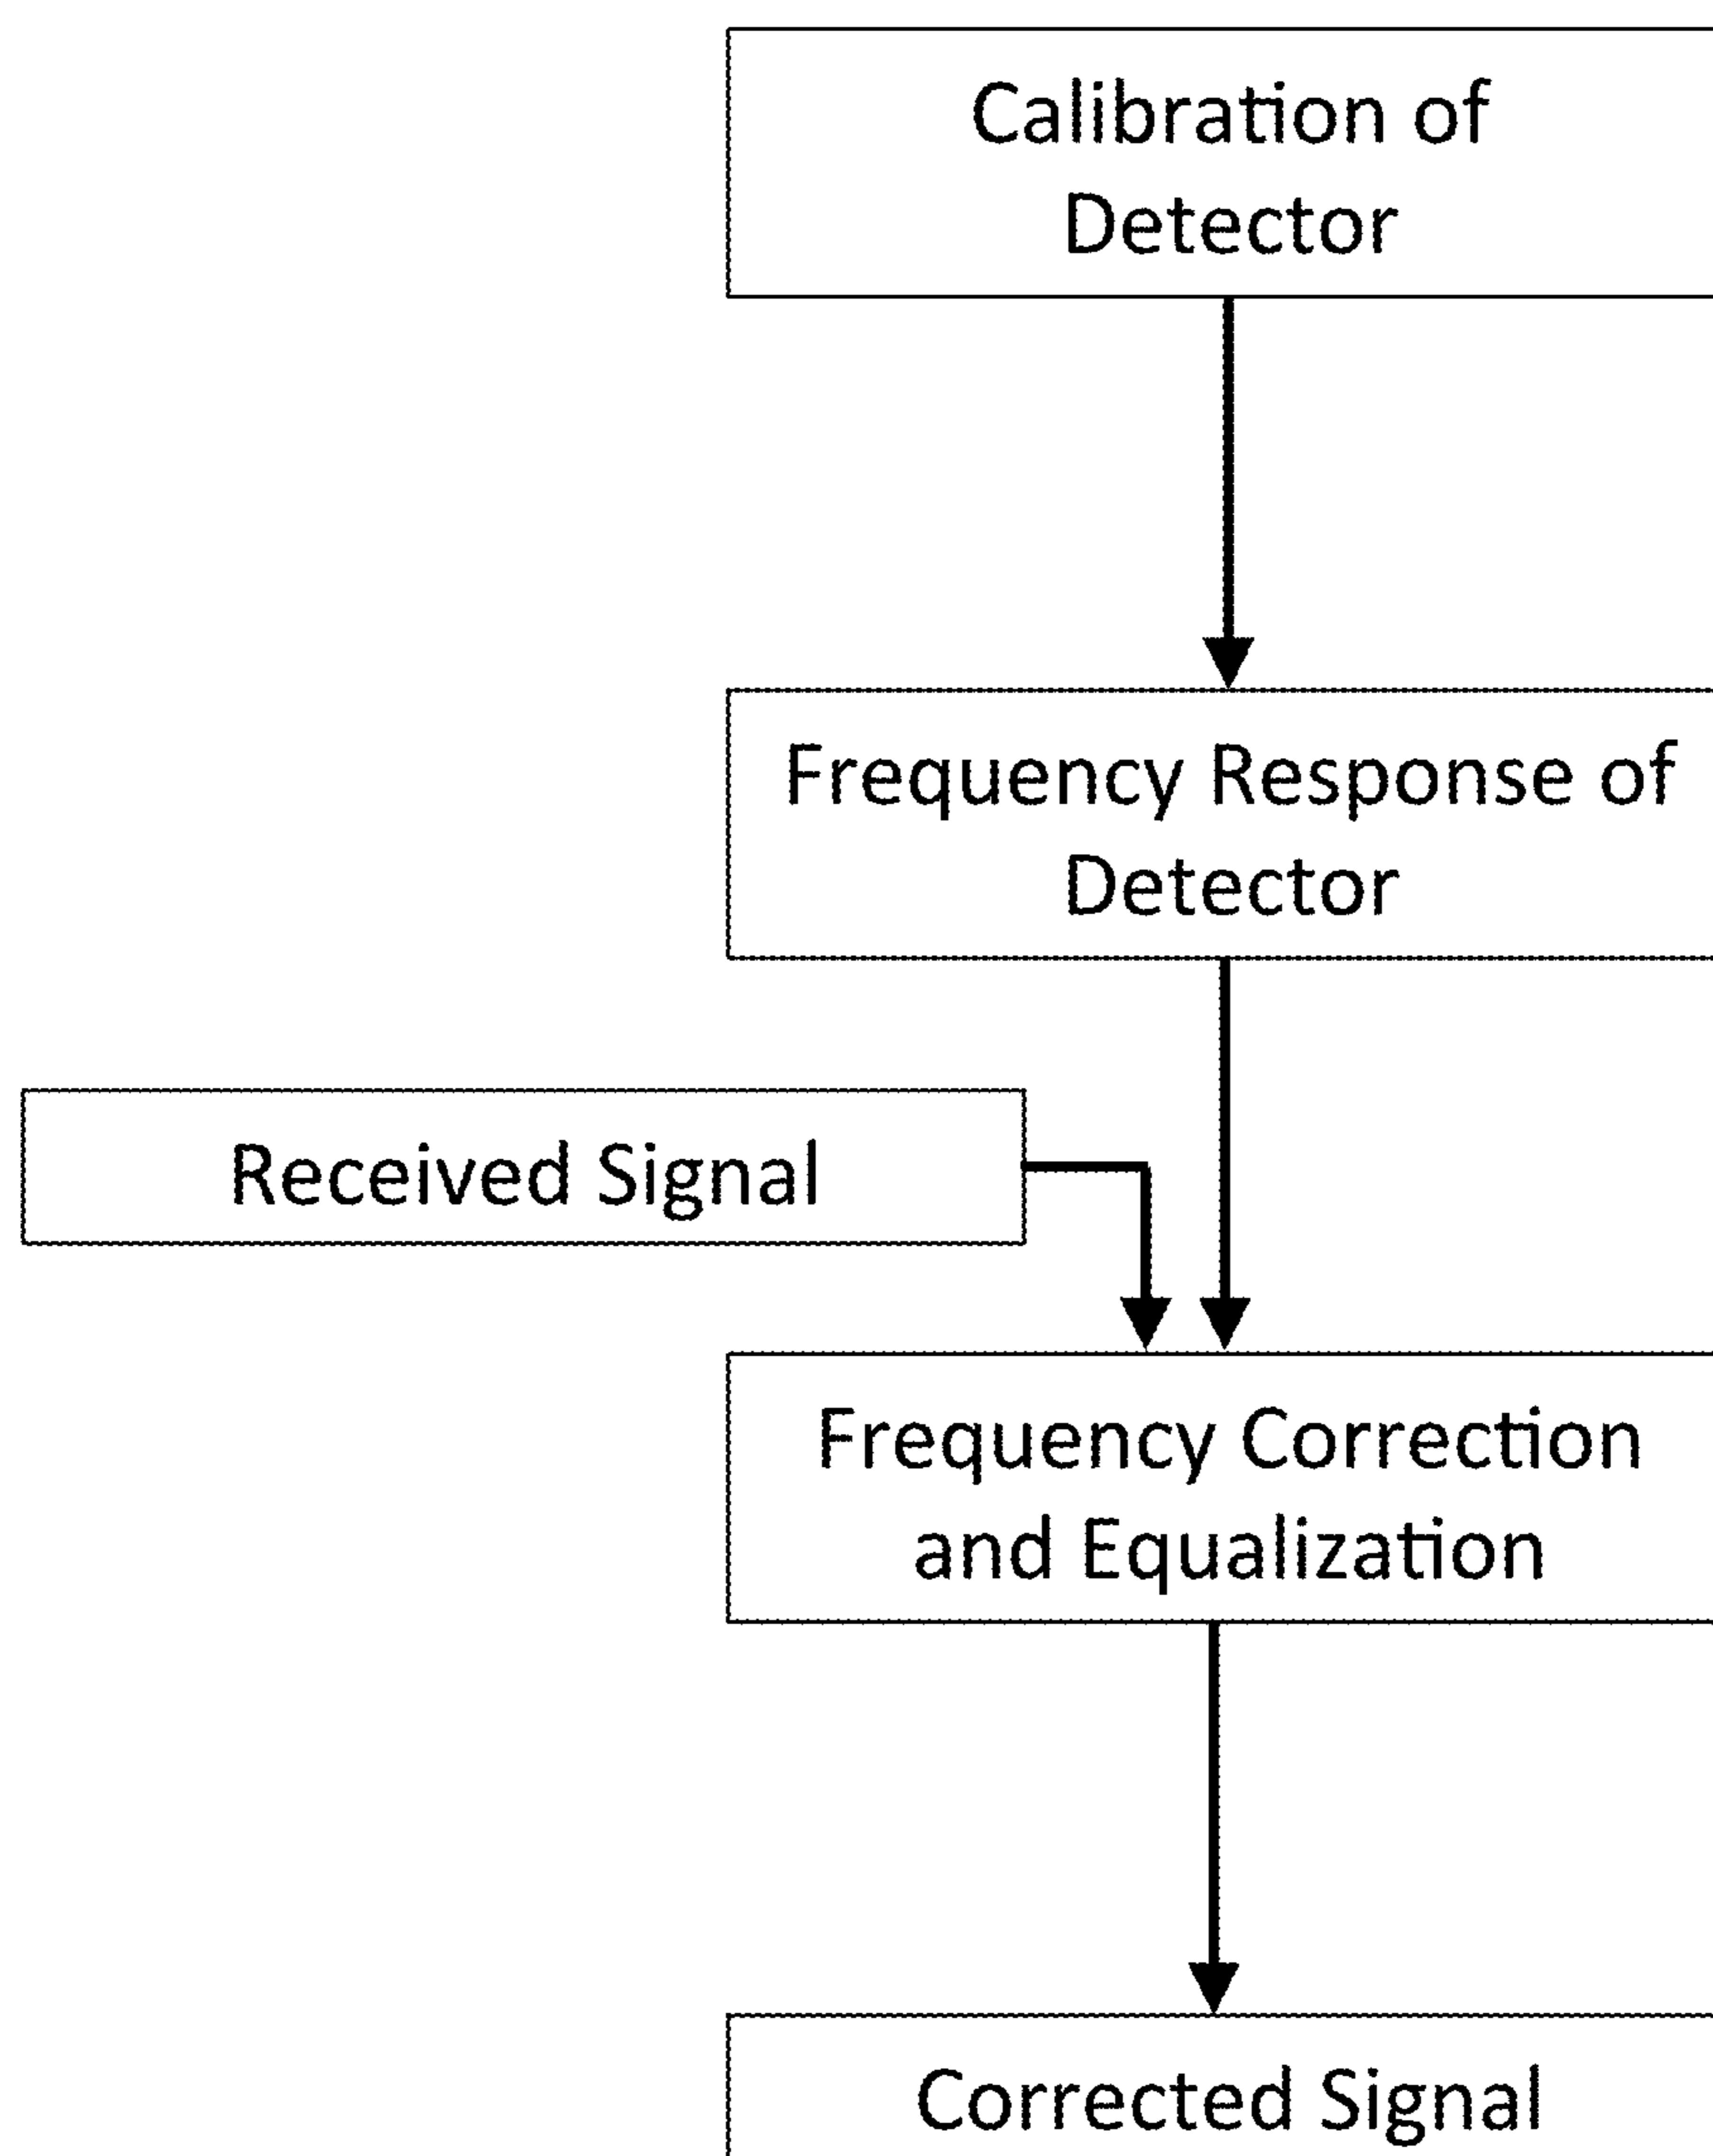 Calibration of
Detector
Frequency Response of
Detector
Received Signal
Frequency Correction
and Equalization
Corrected Signal